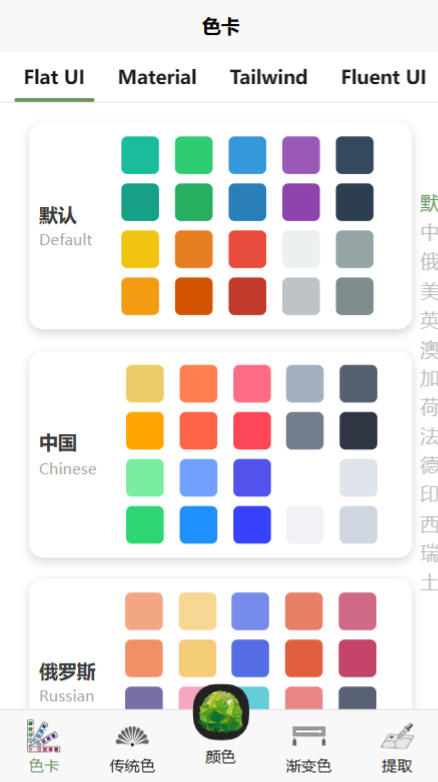 色卡
Flat UI Material Tailwind Fluent UI
默认
Default
中国
Chinese
俄罗斯
Russian
默
中
俄
美
英
澳
加
荷
法
德
印
西
瑞
土
色卡 传统色 颜色 渐变色 提取